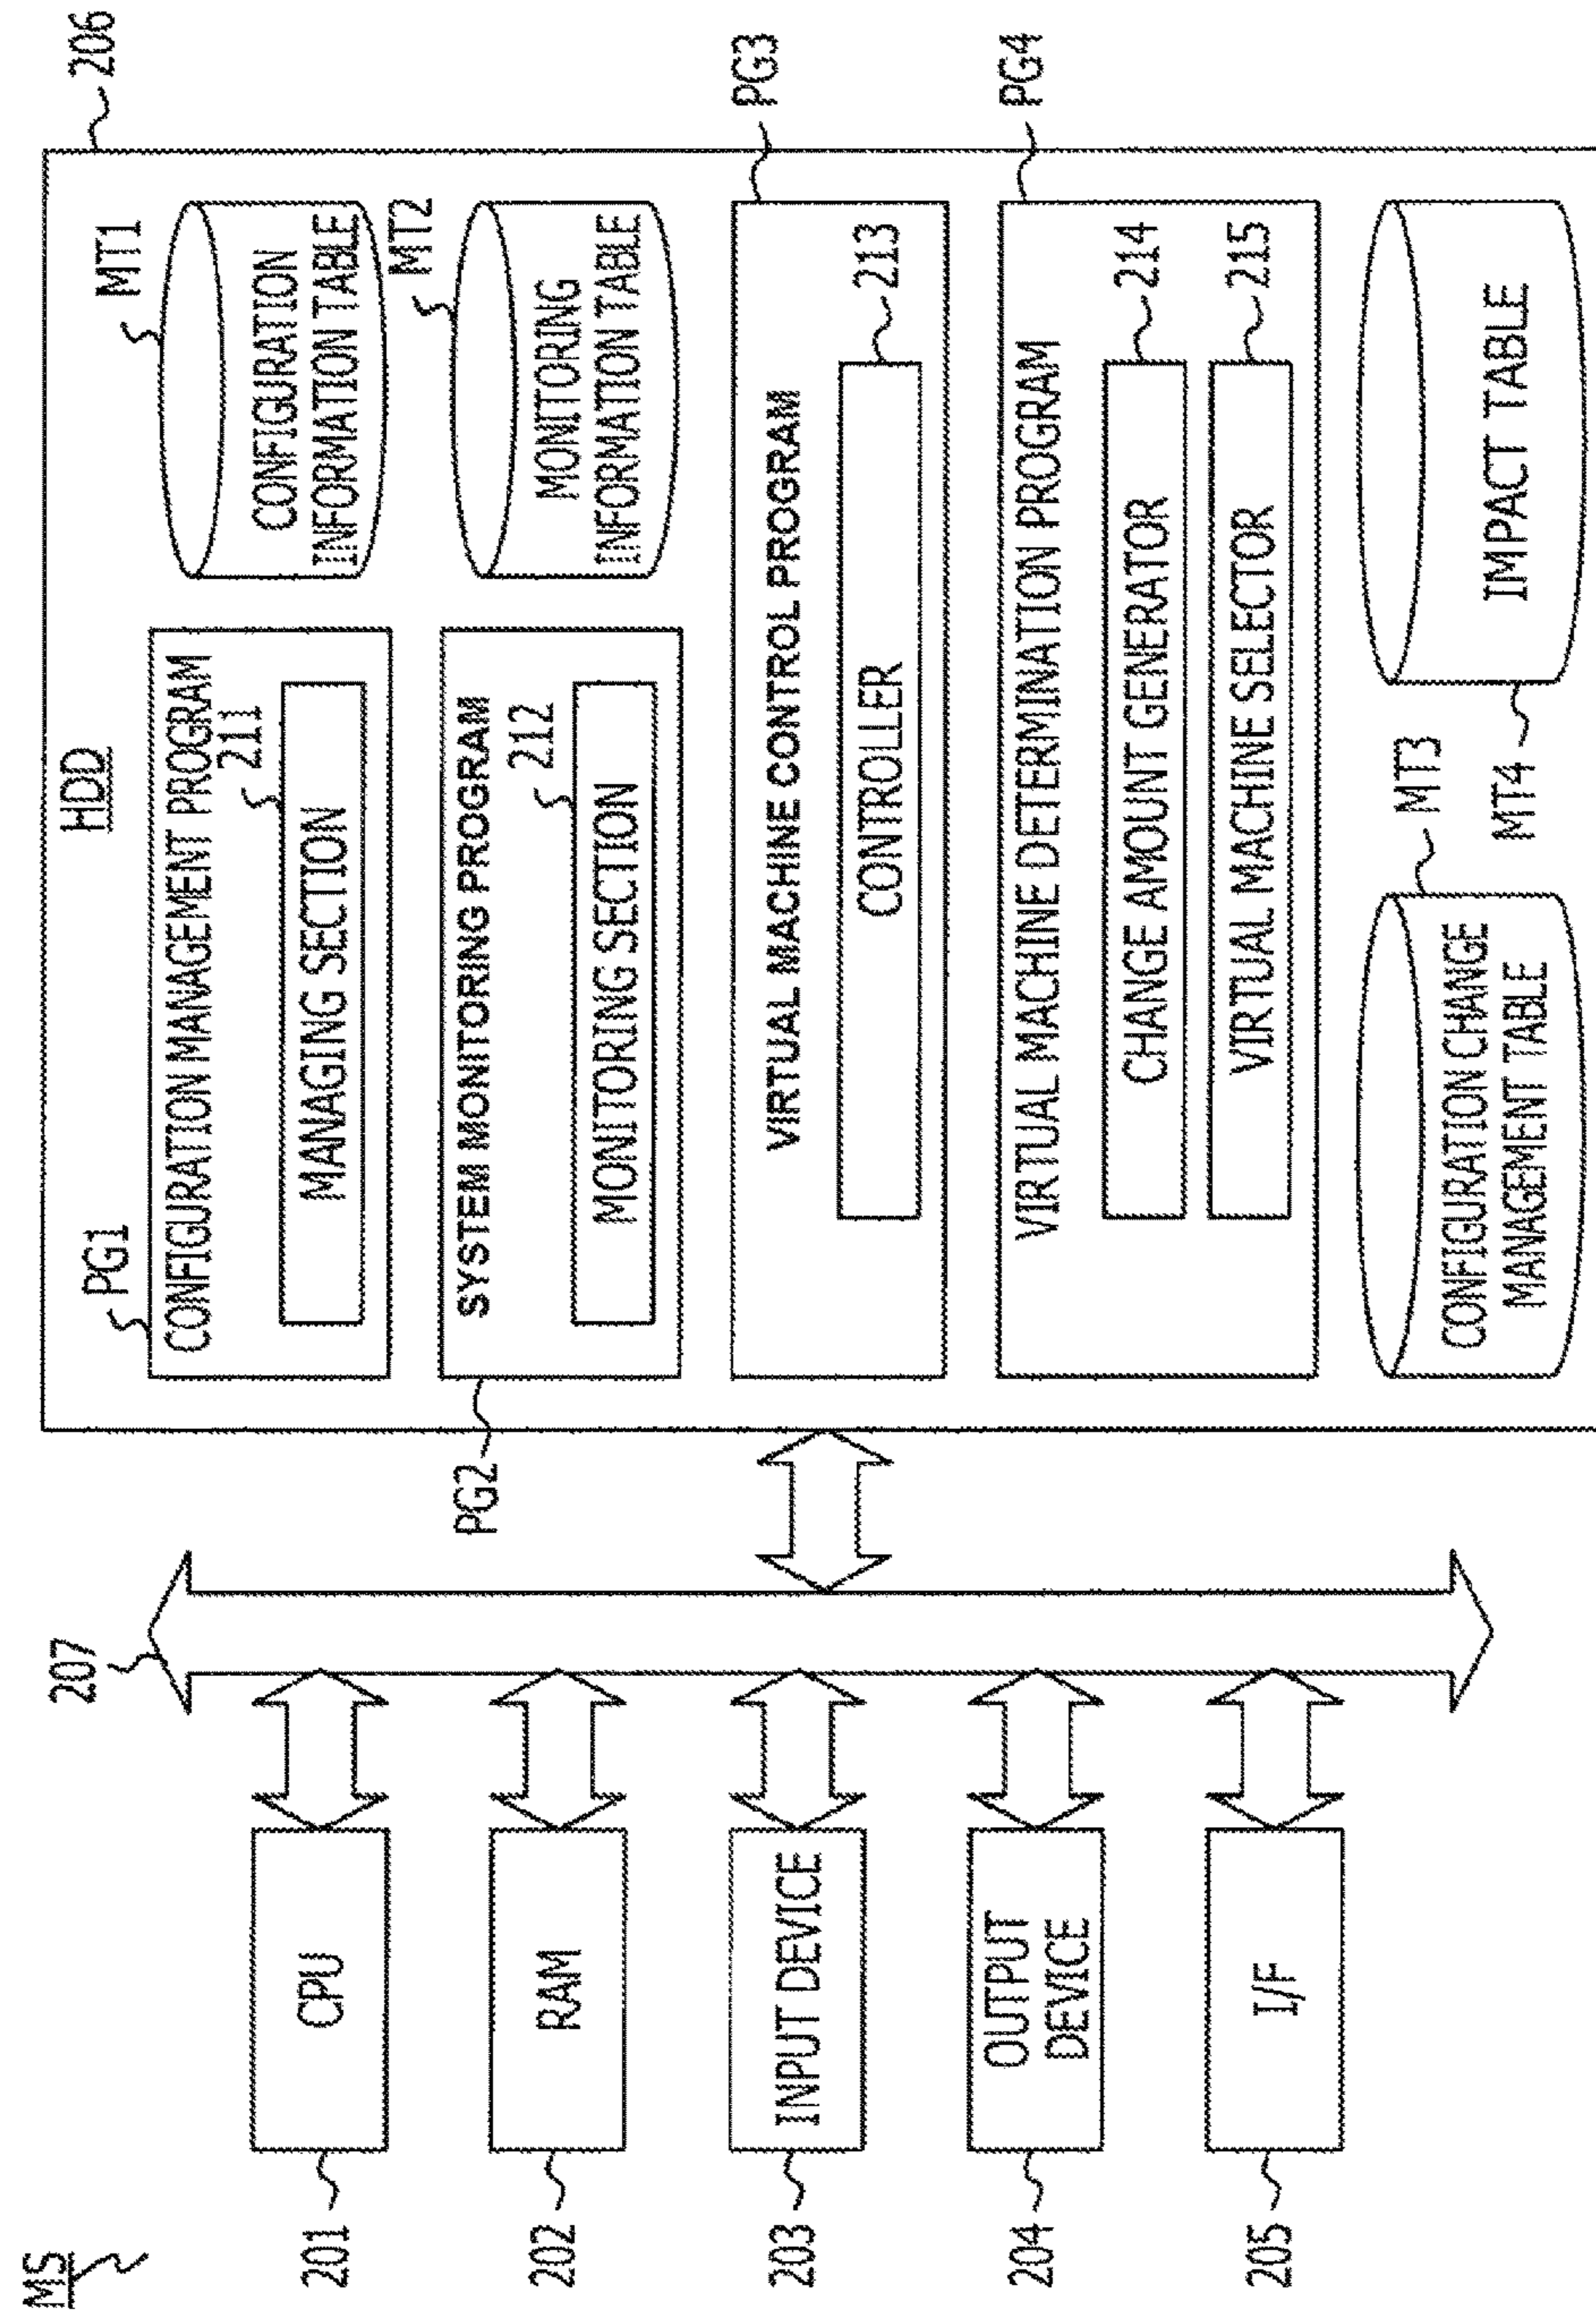 MS
201
CPU
202
RAM
203
INPUT DEVICE
204
OUTPUT
DEVICE
205
I/F
207
HDD
206
PG1
CONFIGURATION MANAGEMENT PROGRAM
211
MANAGING SECTION
MT1
CONFIGURATION
INFORMATION TABLE
PG2
SYSTEM MONITORING PROGRAM
212
MONITORING SECTION
MT2
MONITORING
INFORMATION TABLE
PG3
VIRTUAL MACHINE CONTROL PROGRAM
CONTROLLER
213
PG4
VIRTUAL MACHINE DETERMINATION PROGRAM
CHANGE AMOUNT GENERATOR
214
VIRTUAL MACHINE SELECTOR
215
MT3
CONFIGURATION CHANGE
MANAGEMENT TABLE
MT4
IMPACT TABLE